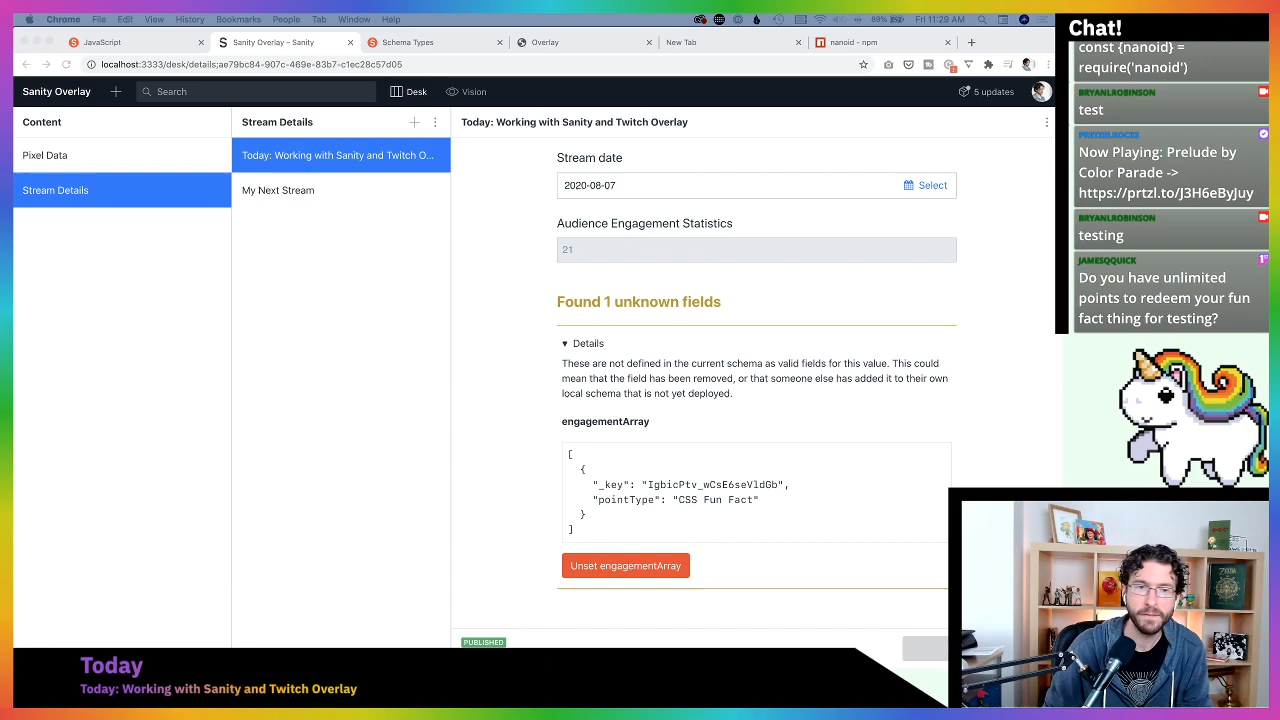 Chrome File Edit View History Bookmarks People Tab Window Help
89% Fri 11:29 AM
JavaScript
Sanity Overlay – Sanity
Schema Types
Overlay
New Tab
nanoid - npm
localhost:3333/desk/details;ae79bc84-907c-469e-83b7-c1ec28c57d05
Sanity Overlay
Search
Desk
Vision
5 updates
Content
Pixel Data
Stream Details
Stream Details
Today: Working with Sanity and Twitch O...
My Next Stream
Today: Working with Sanity and Twitch Overlay
Stream date
2020-08-07
Select
Audience Engagement Statistics
21
Found 1 unknown fields
▼ Details
These are not defined in the current schema as valid fields for this value. This could
mean that the field has been removed, or that someone else has added it to their own
local schema that is not yet deployed.
engagementArray
[
{
"_key": "IgbicPtv_wCsE6seVldGb",
"pointType": "CSS Fun Fact"
}
]
Unset engagementArray
PUBLISHED
Chat!
const {nanoid} =
require('nanoid')
BRYANLROBINSON
test
PRETZELROCKS
Now Playing: Prelude by
Color Parade ->
https://prtzl.to/J3H6eByJuy
BRYANLROBINSON
testing
JAMESQQUICK
Do you have unlimited
points to redeem your fun
fact thing for testing?
Today
Today: Working with Sanity and Twitch Overlay